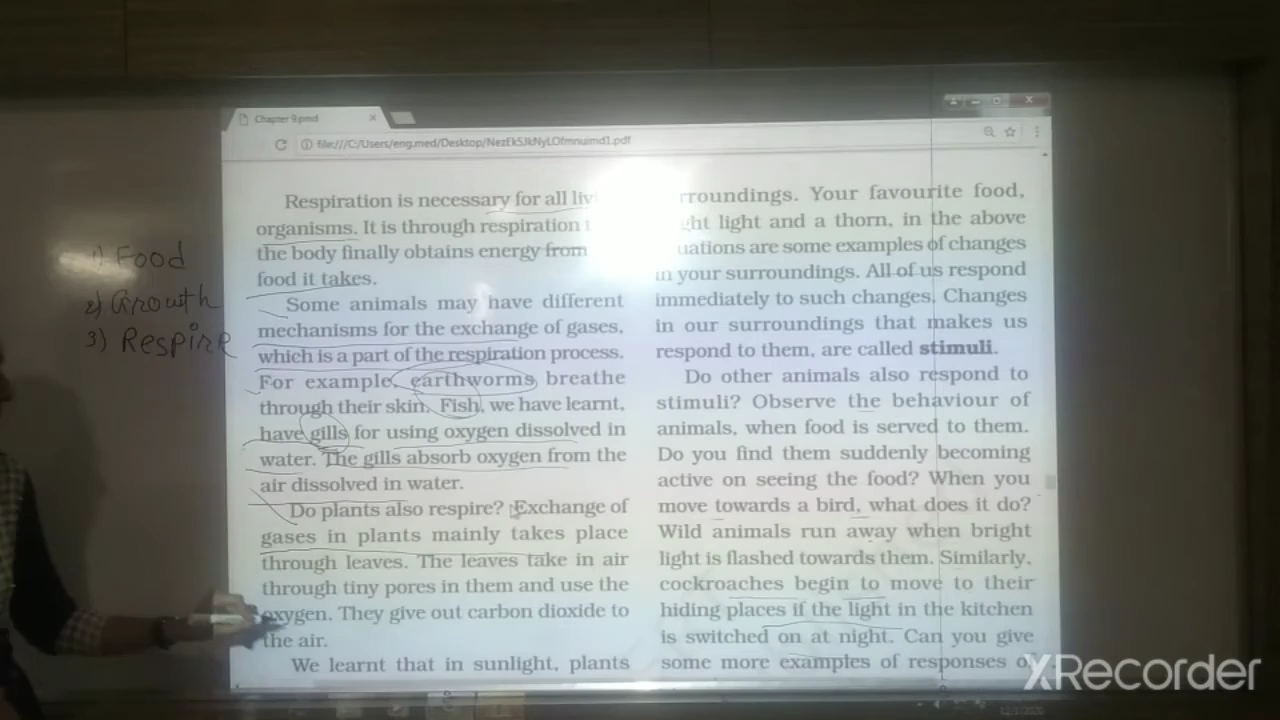 Chapter 9.pmd
file:///C:/Users/eng.med/Desktop/NezEk5JkNyLOfmnuimd1.pdf
1) Food
2) Growth
3) Respire
Respiration is necessary for all liv
organisms. It is through respiration t
the body finally obtains energy from
food it takes.
Some animals may have different
mechanisms for the exchange of gases,
which is a part of the respiration process.
For example, earthworms breathe
through their skin. Fish, we have learnt,
have gills for using oxygen dissolved in
water. The gills absorb oxygen from the
air dissolved in water.
Do plants also respire? Exchange of
gases in plants mainly takes place
through leaves. The leaves take in air
through tiny pores in them and use the
oxygen. They give out carbon dioxide to
the air.
We learnt that in sunlight, plants
rroundings. Your favourite food,
ght light and a thorn, in the above
uations are some examples of changes
in your surroundings. All of us respond
immediately to such changes. Changes
in our surroundings that makes us
respond to them, are called stimuli.
Do other animals also respond to
stimuli? Observe the behaviour of
animals, when food is served to them.
Do you find them suddenly becoming
active on seeing the food? When you
move towards a bird, what does it do?
Wild animals run away when bright
light is flashed towards them. Similarly,
cockroaches begin to move to their
hiding places if the light in the kitchen
is switched on at night. Can you give
some more examples of responses o
XRecorder